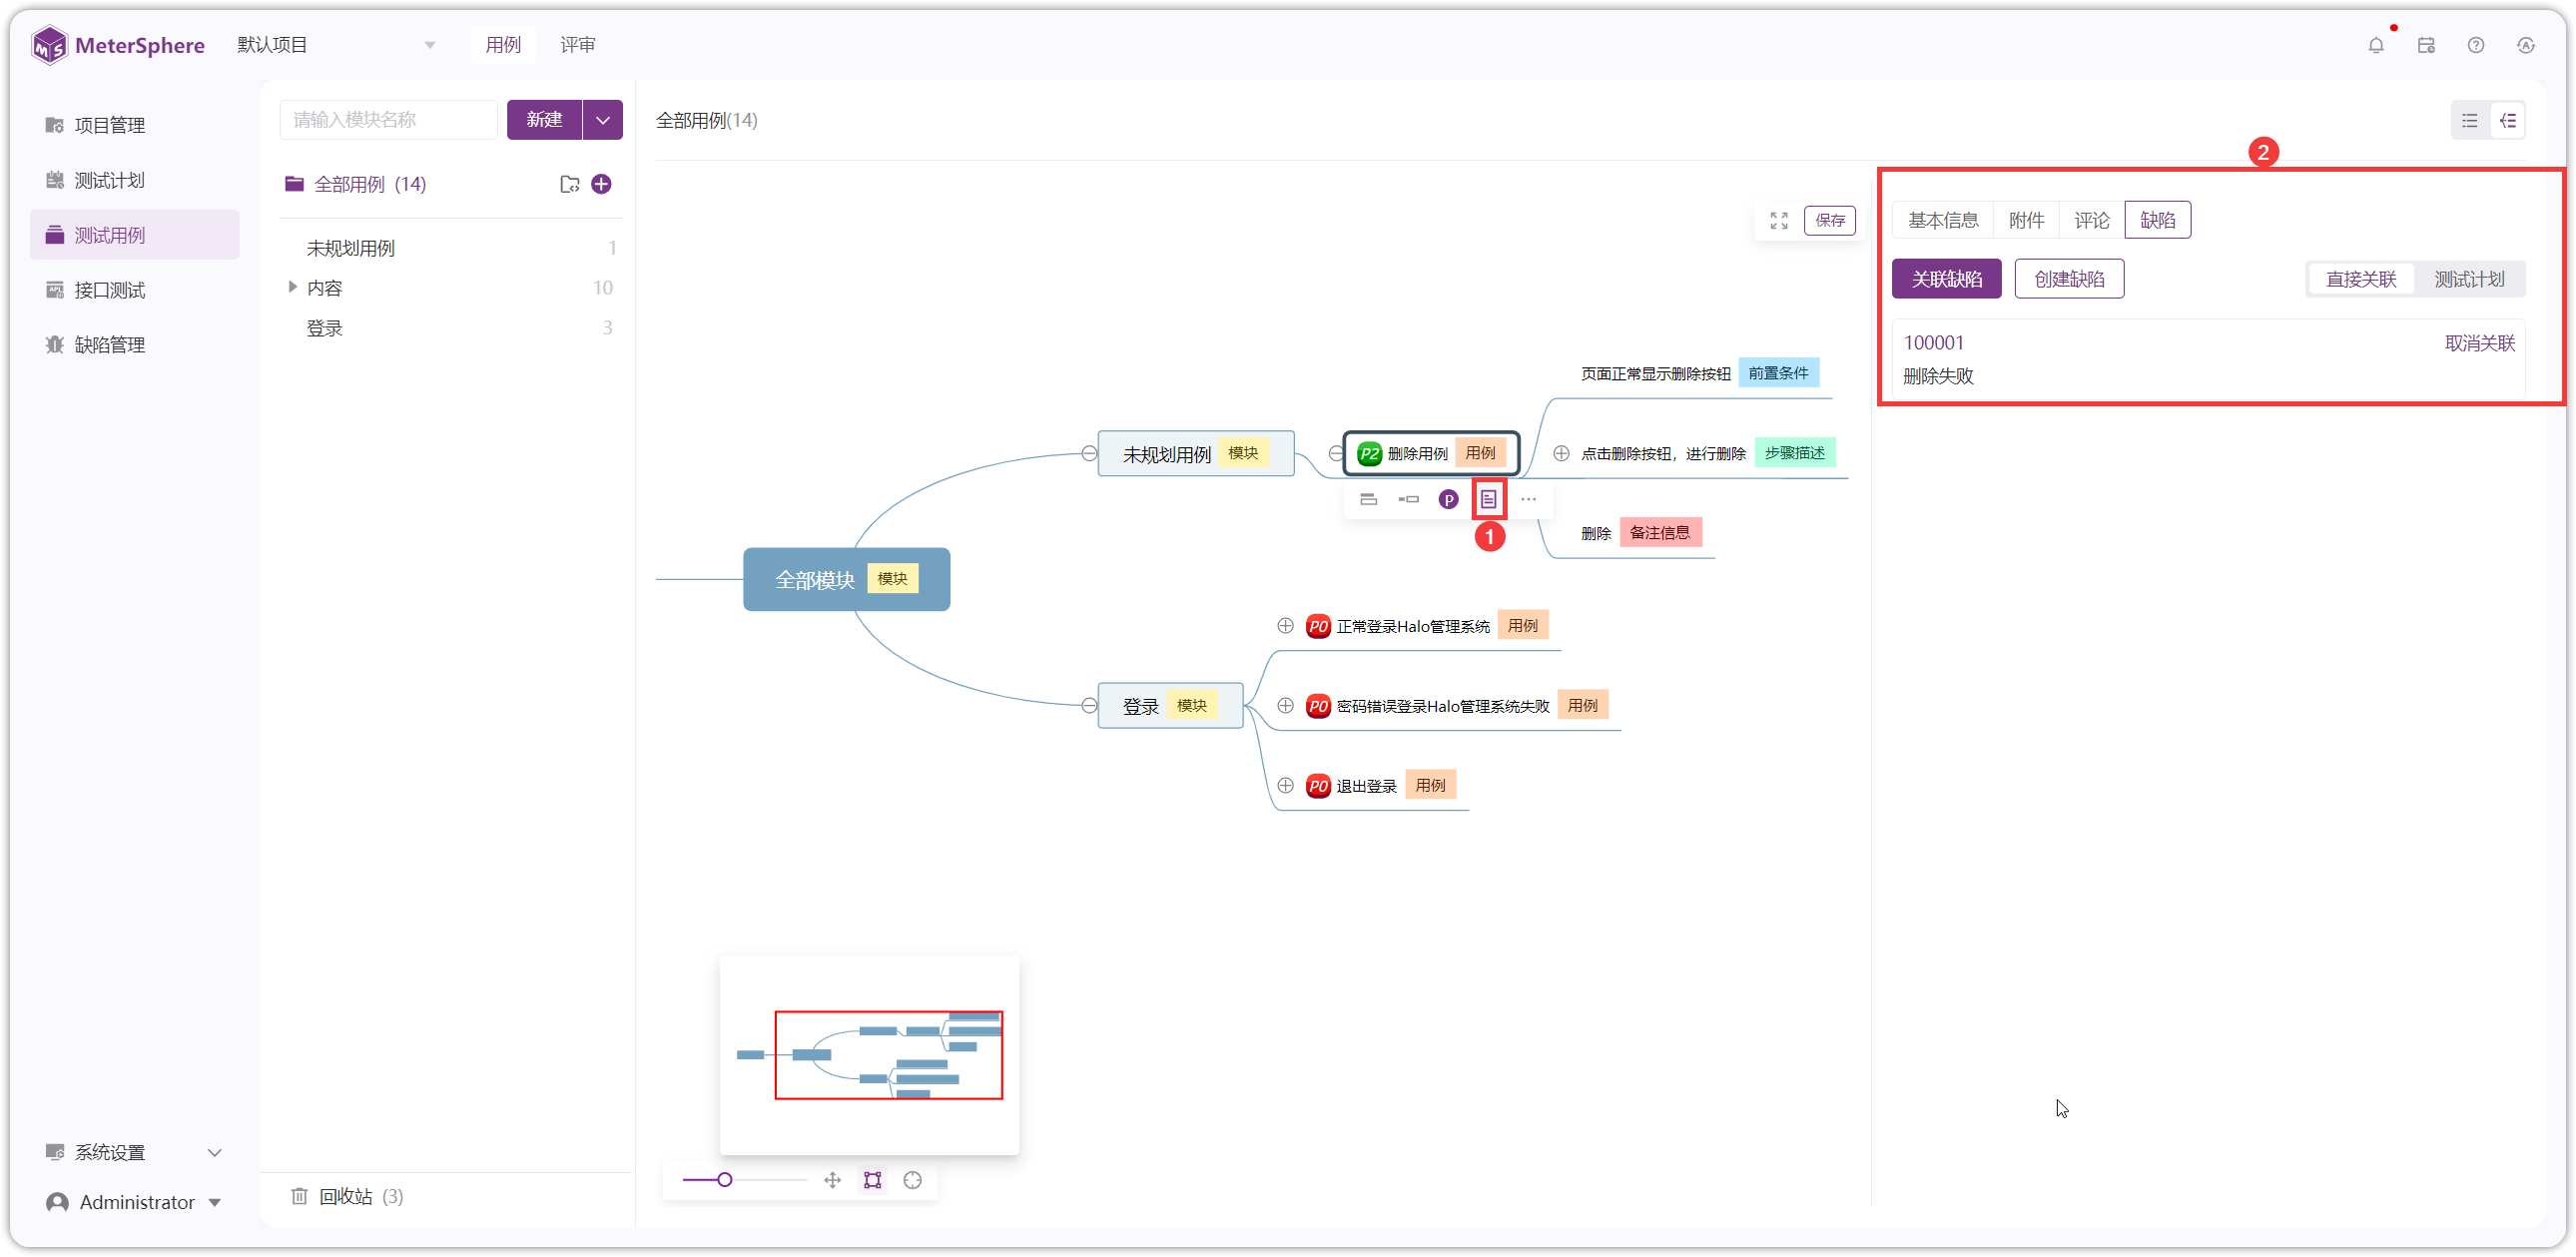 MeterSphere
默认项目
用例
评审
项目管理
测试计划
测试用例
接口测试
缺陷管理
系统设置
Administrator
请输入模块名称
新建
全部用例 (14)
未规划用例 1
内容 10
登录 3
回收站 (3)
全部用例(14)
保存
全部模块 模块
未规划用例 模块
P2 删除用例 用例
P
1
页面正常显示删除按钮 前置条件
点击删除按钮，进行删除 步骤描述
删除 备注信息
登录 模块
P0 正常登录Halo管理系统 用例
P0 密码错误登录Halo管理系统失败 用例
P0 退出登录 用例
2
基本信息 附件 评论 缺陷
关联缺陷 创建缺陷 直接关联 测试计划
100001 取消关联
删除失败